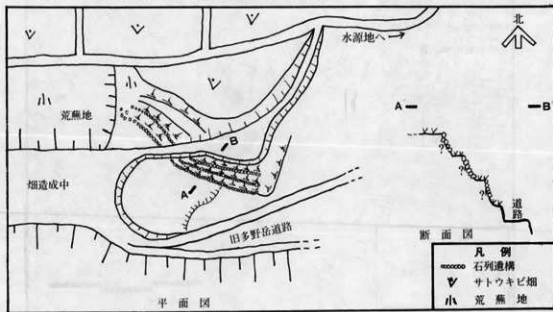 水源地へ→
北
小
荒蕪地
A
B
B
A
畑造成中
道路
旧多野岳道路
断面図
平面図
凡例
石列遺構
サトウキビ畑
小 荒蕪地